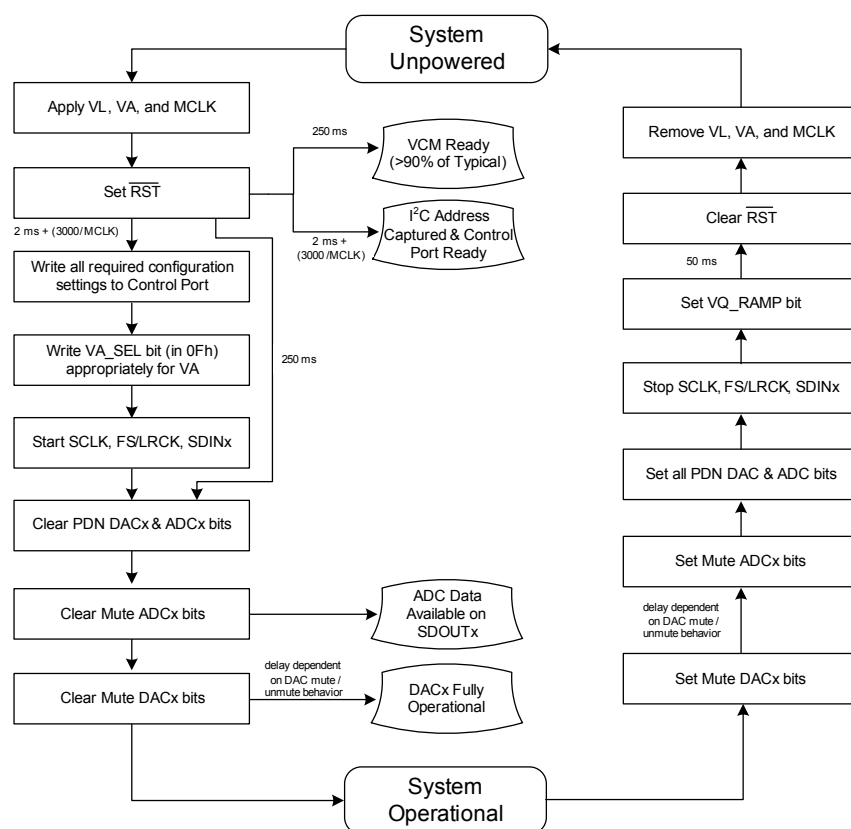 System
Unpowered
Apply VL, VA, and MCLK
Set RST
2 ms + (3000/MCLK)
250 ms
VCM Ready
(>90% of Typical)
I²C Address
Captured & Control
Port Ready
2 ms +
(3000 /MCLK)
Write all required configuration
settings to Control Port
Write VA_SEL bit (in 0Fh)
appropriately for VA
250 ms
Start SCLK, FS/LRCK, SDINx
Clear PDN DACx & ADCx bits
Clear Mute ADCx bits
ADC Data
Available on
SDOUTx
Clear Mute DACx bits
delay dependent
on DAC mute /
unmute behavior
DACx Fully
Operational
System
Operational
Set Mute DACx bits
delay dependent
on DAC mute /
unmute behavior
Set Mute ADCx bits
Set all PDN DAC & ADC bits
Stop SCLK, FS/LRCK, SDINx
Set VQ_RAMP bit
50 ms
Clear RST
Remove VL, VA, and MCLK